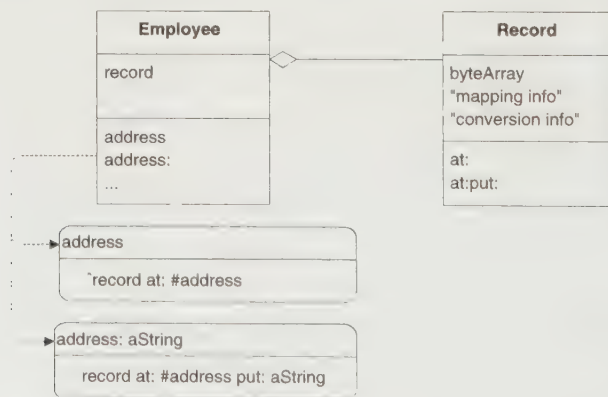 Employee
record
address
address:
...
Record
byteArray
"mapping info"
"conversion info"
at:
at:put:
address
^record at: #address
address: aString
record at: #address put: aString